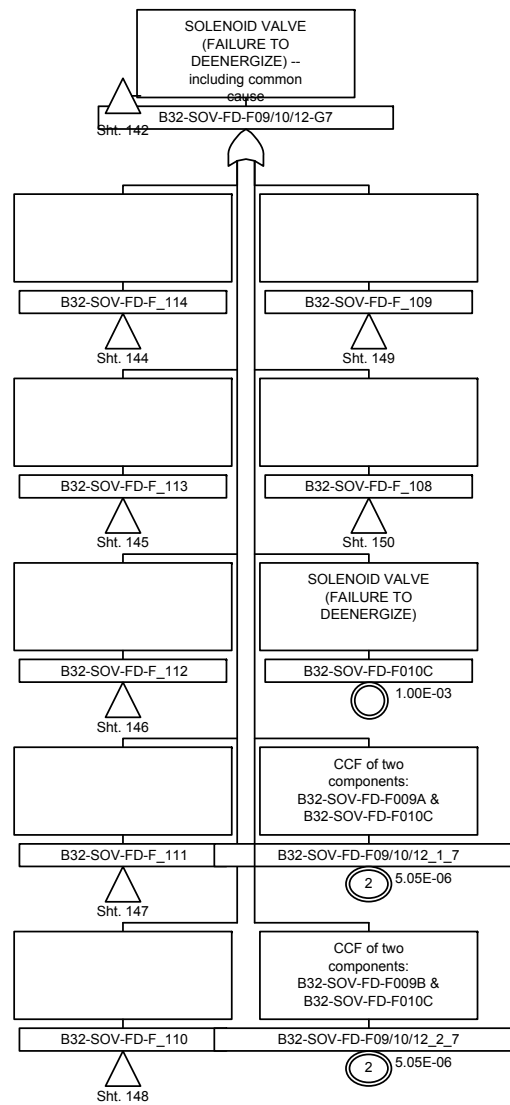 SOLENOID VALVE
(FAILURE TO
DEENERGIZE) --
including common
cause
B32-SOV-FD-F09/10/12-G7
Sht. 142
B32-SOV-FD-F_114
Sht. 144
B32-SOV-FD-F_109
Sht. 149
B32-SOV-FD-F_113
Sht. 145
B32-SOV-FD-F_108
Sht. 150
B32-SOV-FD-F_112
Sht. 146
SOLENOID VALVE
(FAILURE TO
DEENERGIZE)
B32-SOV-FD-F010C
1.00E-03
B32-SOV-FD-F_111
Sht. 147
CCF of two
components:
B32-SOV-FD-F009A &
B32-SOV-FD-F010C
B32-SOV-FD-F09/10/12_1_7
2
5.05E-06
B32-SOV-FD-F_110
Sht. 148
CCF of two
components:
B32-SOV-FD-F009B &
B32-SOV-FD-F010C
B32-SOV-FD-F09/10/12_2_7
2
5.05E-06